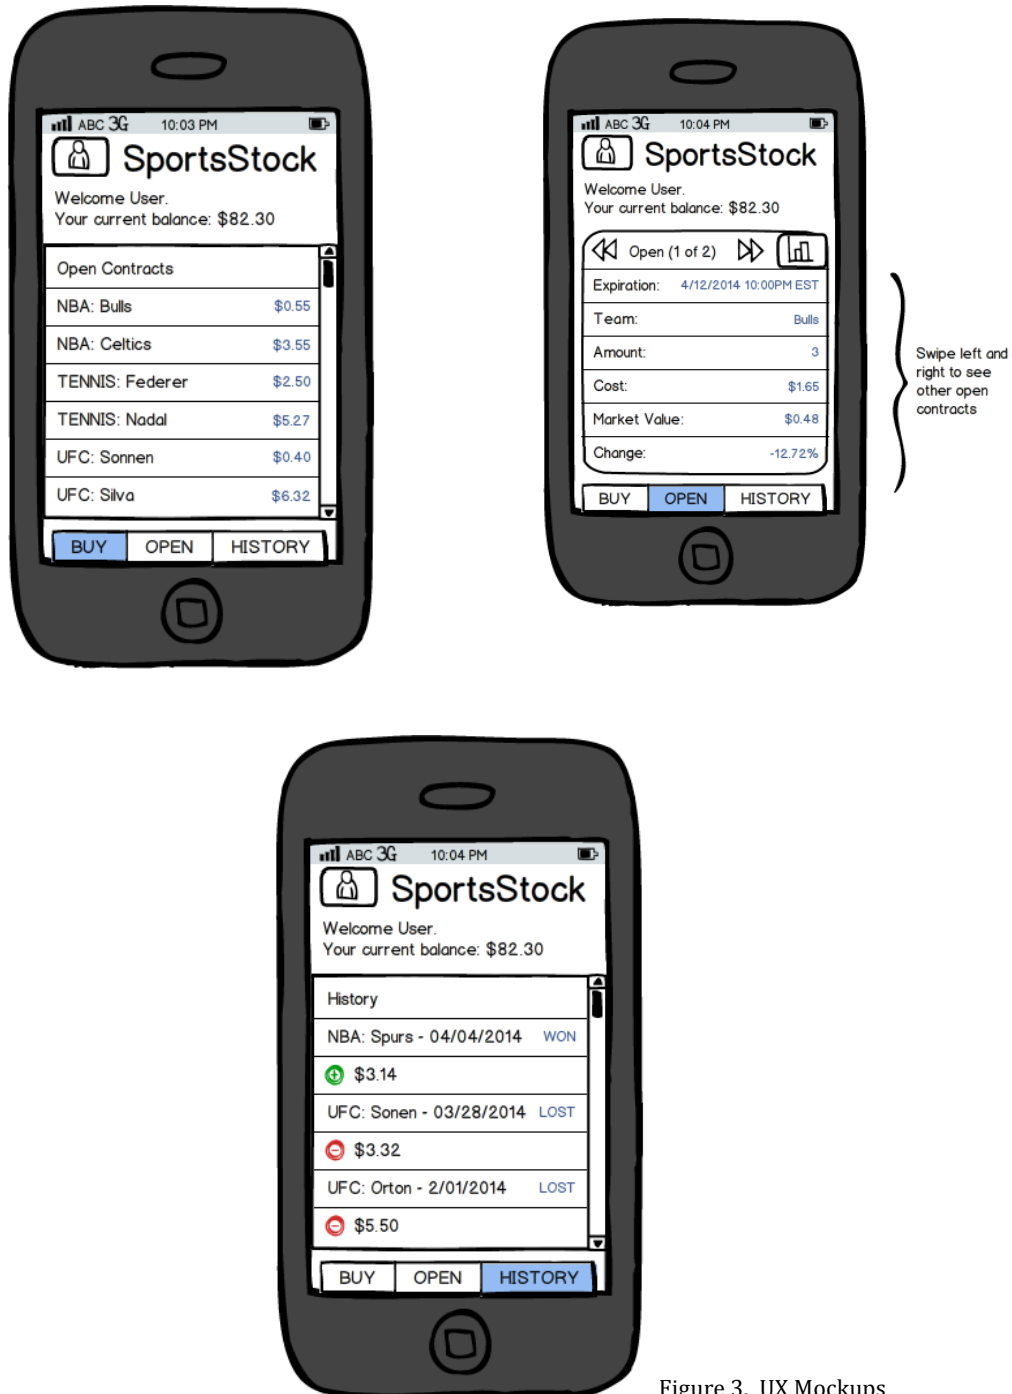 ABC 3G 10:03 PM
SportsStock
Welcome User.
Your current balance: $82.30
Open Contracts
NBA: Bulls $0.55
NBA: Celtics $3.55
TENNIS: Federer $2.50
TENNIS: Nadal $5.27
UFC: Sonnen $0.40
UFC: Silva $6.32
BUY OPEN HISTORY
ABC 3G 10:04 PM
SportsStock
Welcome User.
Your current balance: $82.30
Open (1 of 2)
Expiration: 4/12/2014 10:00PM EST
Team: Bulls
Amount: 3
Cost: $1.65
Market Value: $0.48
Change: -12.72%
BUY OPEN HISTORY
Swipe left and
right to see
other open
contracts
ABC 3G 10:04 PM
SportsStock
Welcome User.
Your current balance: $82.30
History
NBA: Spurs - 04/04/2014 WON
$3.14
UFC: Sonen - 03/28/2014 LOST
$3.32
UFC: Orton - 2/01/2014 LOST
$5.50
BUY OPEN HISTORY
Figure 3. UX Mockups